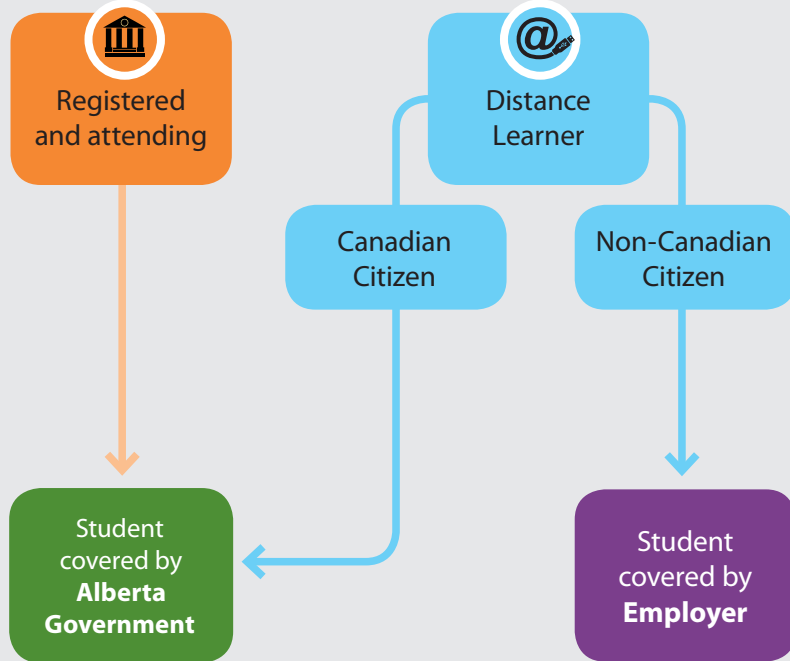 Registered
and attending
Distance
Learner
Canadian
Citizen
Non-Canadian
Citizen
Student
covered by
Alberta
Government
Student
covered by
Employer